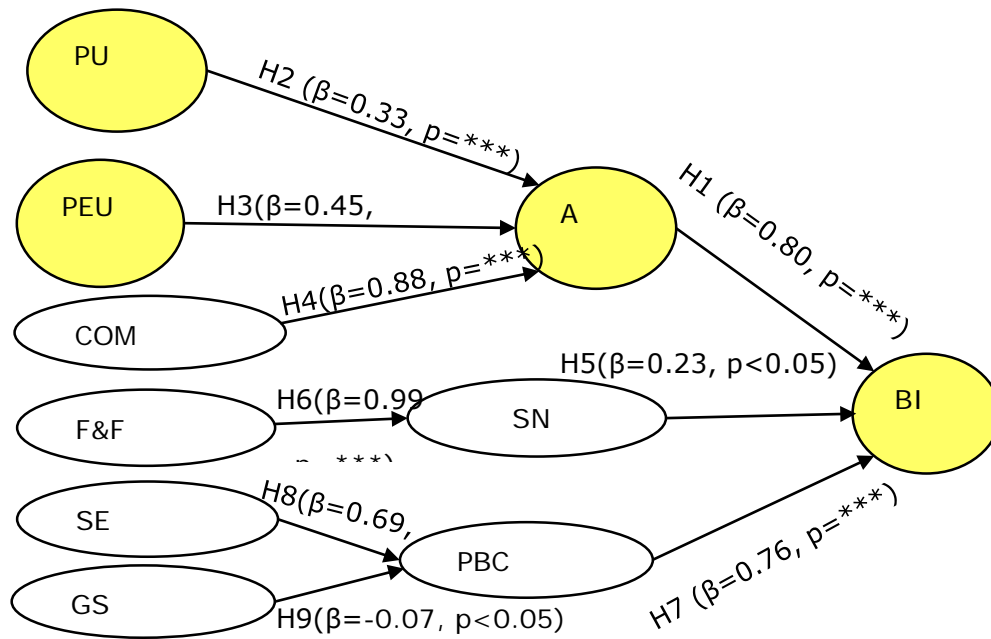 PU
H2 (β=0.33, p=***)
PEU
H3(β=0.45,
A
H1 (β=0.80, p=***)
H4(β=0.88, p=***)
COM
H5(β=0.23, p<0.05)
F&F
H6(β=0.99
SN
BI
SE
H8(β=0.69,
PBC
H7 (β=0.76, p=***)
GS
H9(β=-0.07, p<0.05)